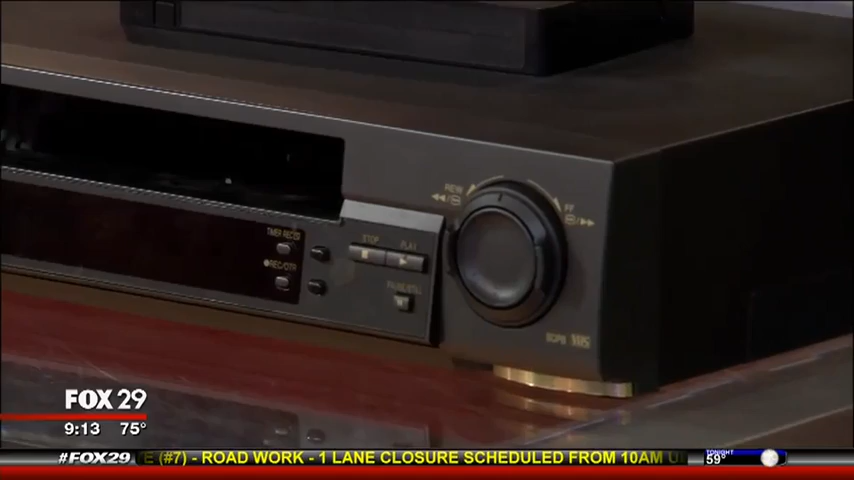 REW
FF
TIMER REC
STOP
PLAY
REC/OTR
PAUSE/STILL
VHS
FOX 29
9:13 75°
#FOX29 E (#7) - ROAD WORK - 1 LANE CLOSURE SCHEDULED FROM 10AM U
TONIGHT
59°